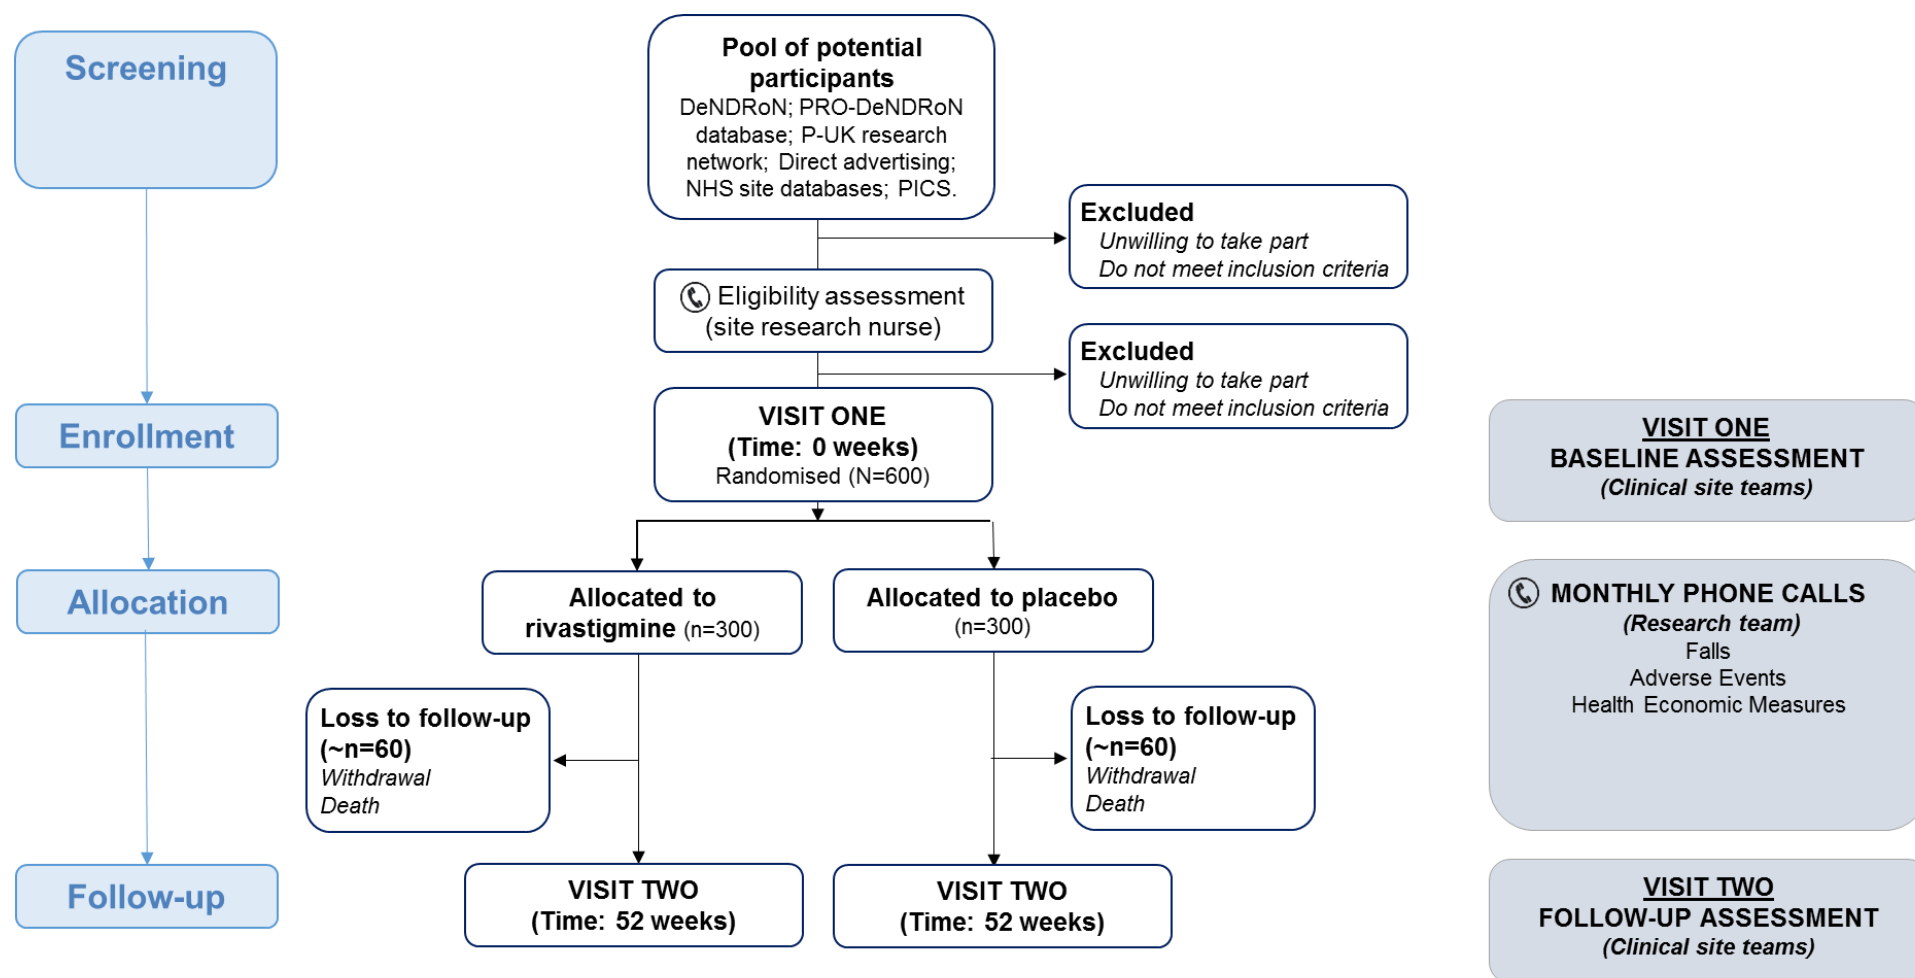 Screening
Pool of potential
participants
DeNDRoN; PRO-DeNDRoN
database; P-UK research
network; Direct advertising;
NHS site databases; PICS.
Excluded
Unwilling to take part
Do not meet inclusion criteria
Eligibility assessment
(site research nurse)
Excluded
Unwilling to take part
Do not meet inclusion criteria
Enrollment
VISIT ONE
(Time: 0 weeks)
Randomised (N=600)
VISIT ONE
BASELINE ASSESSMENT
(Clinical site teams)
Allocation
Allocated to
rivastigmine (n=300)
Allocated to placebo
(n=300)
MONTHLY PHONE CALLS
(Research team)
Falls
Adverse Events
Health Economic Measures
Loss to follow-up
(~n=60)
Withdrawal
Death
Loss to follow-up
(~n=60)
Withdrawal
Death
Follow-up
VISIT TWO
(Time: 52 weeks)
VISIT TWO
(Time: 52 weeks)
VISIT TWO
FOLLOW-UP ASSESSMENT
(Clinical site teams)